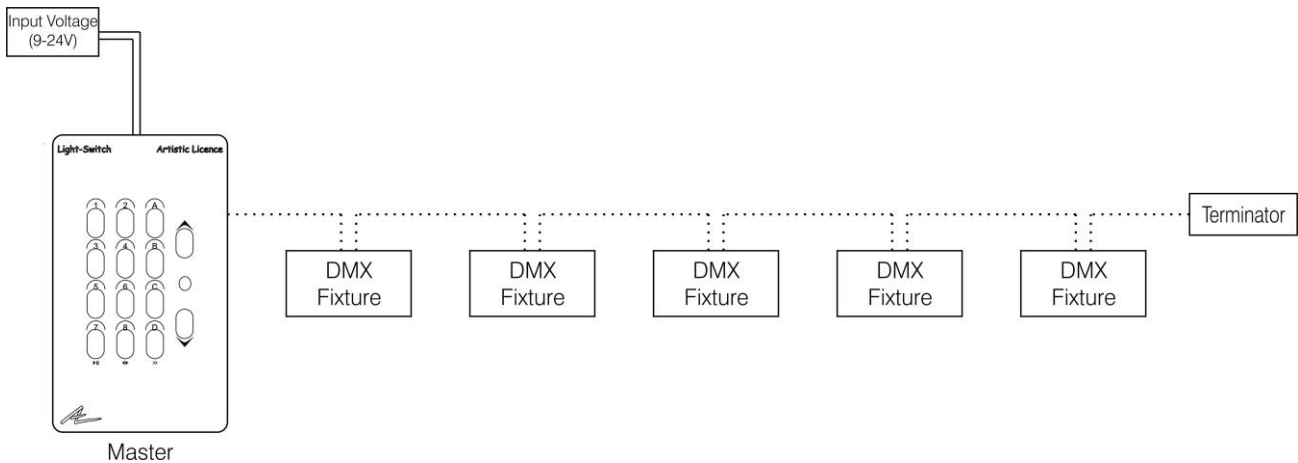 Input Voltage
(9-24V)
Light-Switch Artistic Licence
1 2 A
3 4 B
5 6 C
7 8 D
Terminator
DMX
Fixture
DMX
Fixture
DMX
Fixture
DMX
Fixture
DMX
Fixture
Master